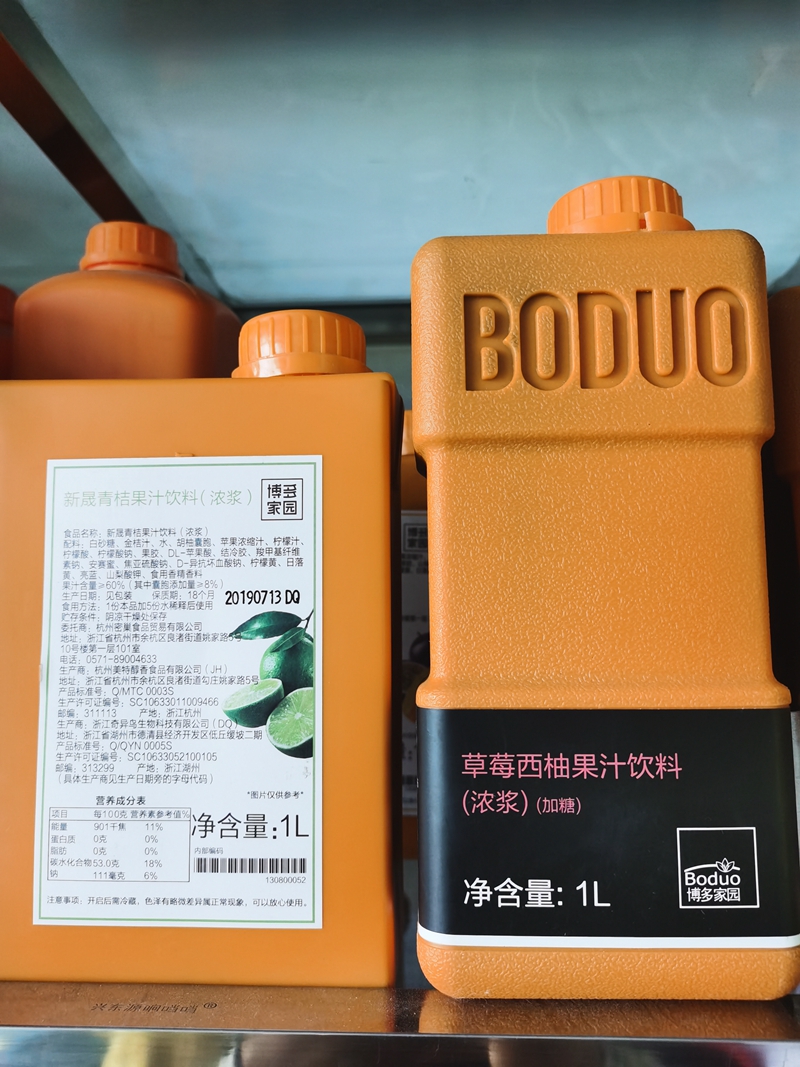 新晟青桔果汁饮料(浓浆)
博多
家园
食品名称：新晟青桔果汁饮料（浓浆）
配料：白砂糖、金桔汁、水、胡柚囊胞、苹果浓缩汁、柠檬汁、
柠檬酸、柠檬酸钠、果胶、DL-苹果酸、结冷胶、羧甲基纤维
素钠、安赛蜜、焦亚硫酸钠、D-异抗坏血酸钠、柠檬黄、日落
黄、亮蓝、山梨酸钾、食用香精香料
果汁含量≥60%（其中囊胞添加量≥8%）
生产日期：见包装 保质期：18个月
20190713 DQ
食用方法：1份本品加5份水稀释后使用
贮存条件：阴凉干燥处保存
委托商：杭州密巢食品贸易有限公司
地址：浙江省杭州市余杭区良渚街道姚家路5号
10号楼第一层101室
电话：0571-89004633
生产商：杭州美特醇香食品有限公司（JH）
地址：浙江省杭州市余杭区良渚街道勾庄姚家路5号
产品标准号：Q/MTC 0003S
生产许可证编号：SC10633011009466
邮编：311113 产地：浙江杭州
生产商：浙江奇异鸟生物科技有限公司（DQ）
地址：浙江省湖州市德清县经济开发区低丘缓坡二期
产品标准号：Q/QYN 0005S
生产许可证编号：SC10633052100105
邮编：313299 产地：浙江湖州
（具体生产商见生产日期旁的字母代码）
营养成分表
*图片仅供参考*
项目 每100克 营养素参考值%
能量 901千焦 11%
蛋白质 0克 0%
脂肪 0克 0%
碳水化合物 53.0克 18%
钠 111毫克 6%
净含量:1L
内部编码
130800052
注意事项：开启后需冷藏，色泽有略微差异属正常现象，可以放心使用。
BODUO
草莓西柚果汁饮料
(浓浆)(加糖)
净含量: 1L
Boduo
博多家园